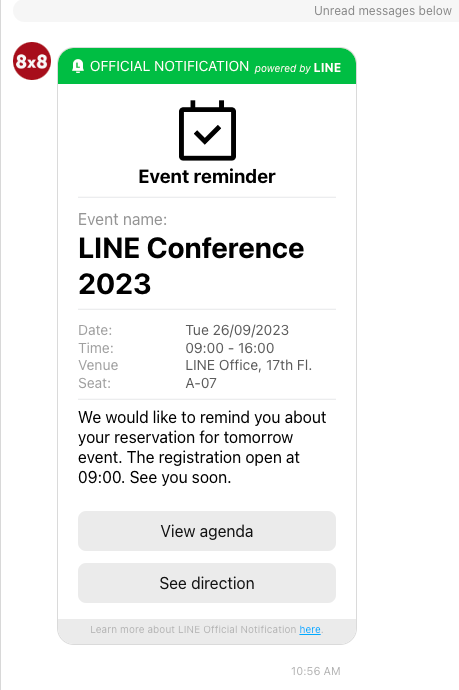 Unread messages below
8x8
OFFICIAL NOTIFICATION powered by LINE
Event reminder
Event name:
LINE Conference
2023
Date: Tue 26/09/2023
Time: 09:00 - 16:00
Venue LINE Office, 17th Fl.
Seat: A-07
We would like to remind you about
your reservation for tomorrow
event. The registration open at
09:00. See you soon.
View agenda
See direction
Learn more about LINE Official Notification here.
10:56 AM